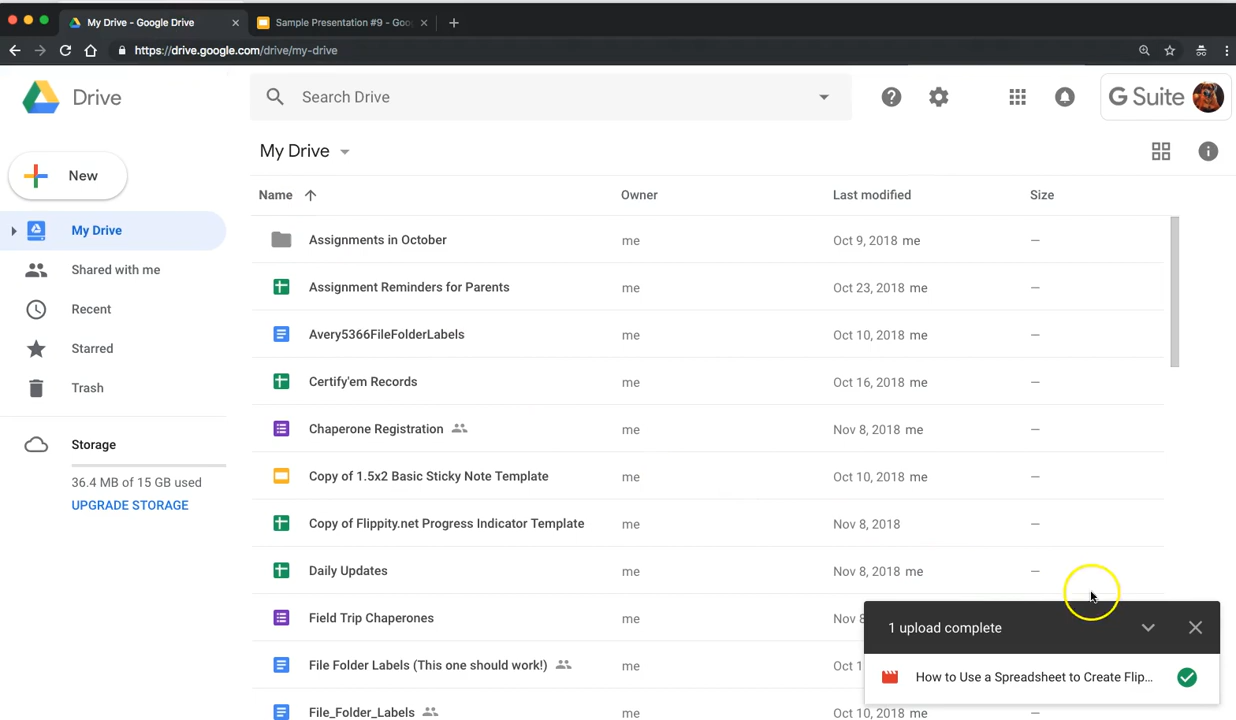 My Drive - Google Drive
Sample Presentation #9 - Goo
https://drive.google.com/drive/my-drive
Drive
Search Drive
G Suite
New
My Drive
Shared with me
Recent
Starred
Trash
Storage
36.4 MB of 15 GB used
UPGRADE STORAGE
My Drive
Name Owner Last modified Size
Assignments in October me Oct 9, 2018 me —
Assignment Reminders for Parents me Oct 23, 2018 me —
Avery5366FileFolderLabels me Oct 10, 2018 me —
Certify'em Records me Oct 16, 2018 me —
Chaperone Registration me Nov 8, 2018 me —
Copy of 1.5x2 Basic Sticky Note Template me Oct 10, 2018 me —
Copy of Flippity.net Progress Indicator Template me Nov 8, 2018 —
Daily Updates me Nov 8, 2018 me —
Field Trip Chaperones me Nov 8
File Folder Labels (This one should work!) me Oct 1
File_Folder_Labels me Oct 10, 2018 me —
1 upload complete
How to Use a Spreadsheet to Create Flip...